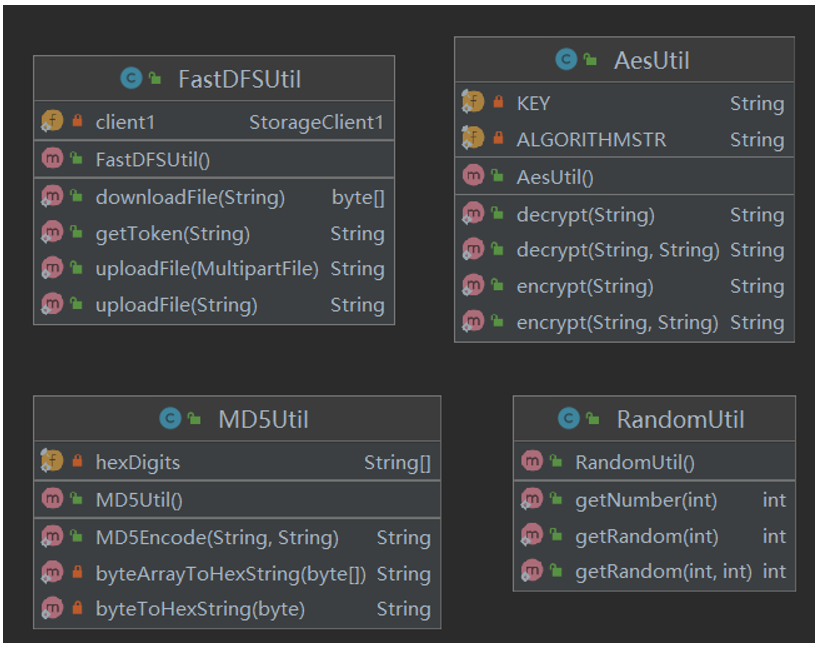 FastDFSUtil
client1 StorageClient1
FastDFSUtil()
downloadFile(String) byte[]
getToken(String) String
uploadFile(MultipartFile) String
uploadFile(String) String
AesUtil
KEY String
ALGORITHMSTR String
AesUtil()
decrypt(String) String
decrypt(String, String) String
encrypt(String) String
encrypt(String, String) String
MD5Util
hexDigits String[]
MD5Util()
MD5Encode(String, String) String
byteArrayToHexString(byte[]) String
byteToHexString(byte) String
RandomUtil
RandomUtil()
getNumber(int) int
getRandom(int) int
getRandom(int, int) int